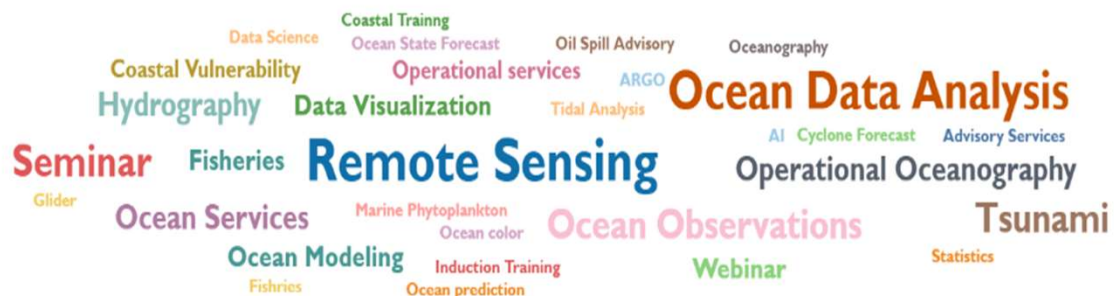 Coastal Trainng
Data Science
Ocean State Forecast
Oil Spill Advisory
Oceanography
Coastal Vulnerability
Operational services
ARGO
Ocean Data Analysis
Hydrography
Data Visualization
Tidal Analysis
AI
Cyclone Forecast
Advisory Services
Seminar
Fisheries
Remote Sensing
Operational Oceanography
Glider
Ocean Services
Marine Phytoplankton
Ocean color
Ocean Observations
Tsunami
Ocean Modeling
Induction Training
Webinar
Statistics
Fishries
Ocean prediction